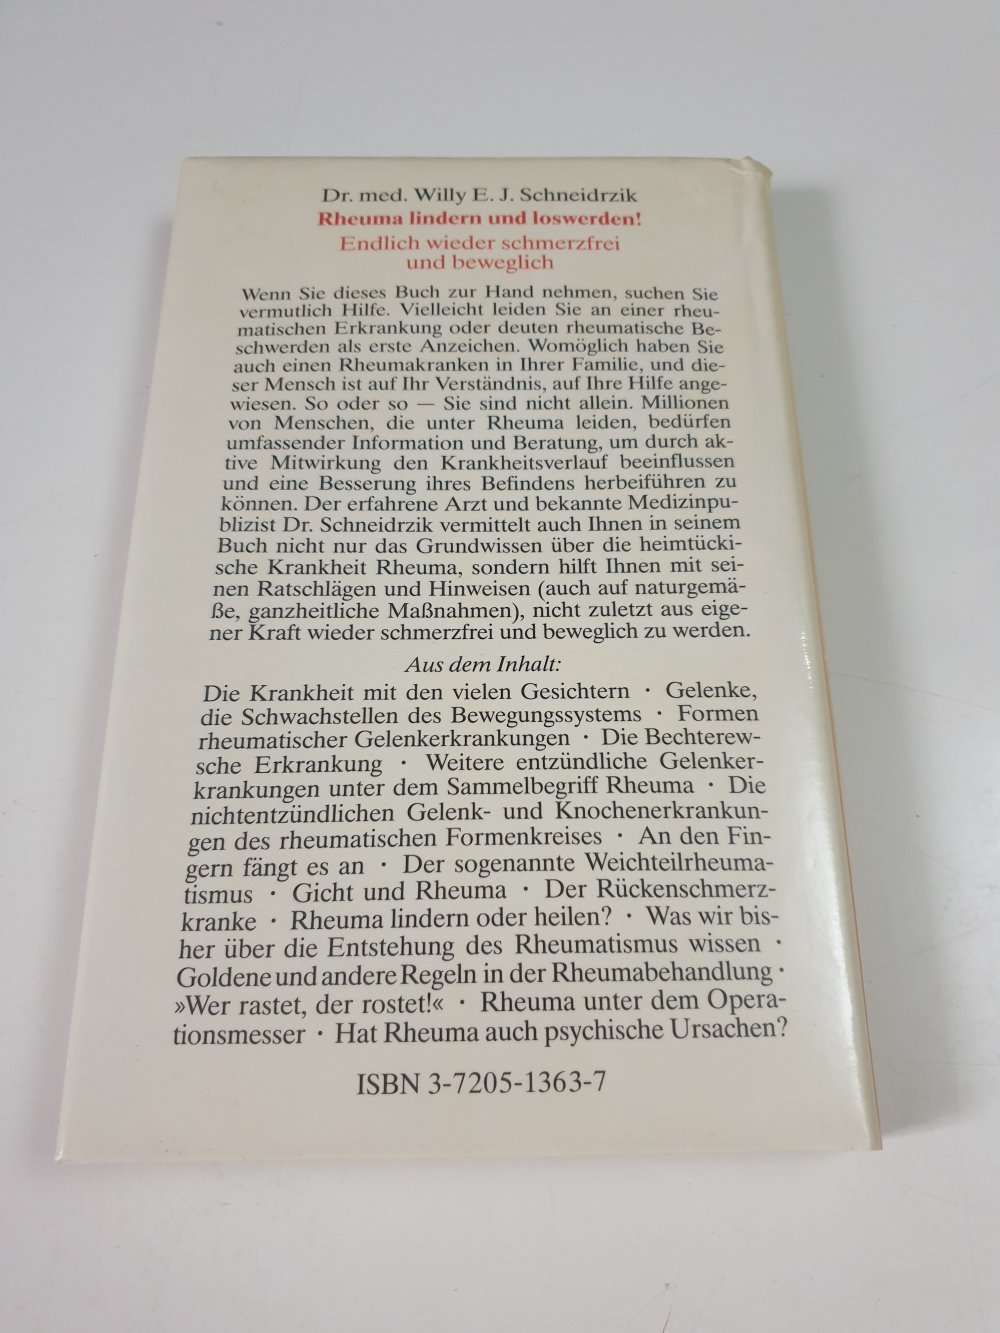 Dr. med. Willy E. J. Schneidrzik
Rheuma lindern und loswerden!
Endlich wieder schmerzfrei
und beweglich
Wenn Sie dieses Buch zur Hand nehmen, suchen Sie
vermutlich Hilfe. Vielleicht leiden Sie an einer rheu-
matischen Erkrankung oder deuten rheumatische Be-
schwerden als erste Anzeichen. Womöglich haben Sie
auch einen Rheumakranken in Ihrer Familie, und die-
ser Mensch ist auf Ihr Verständnis, auf Ihre Hilfe ange-
wiesen. So oder so — Sie sind nicht allein. Millionen
von Menschen, die unter Rheuma leiden, bedürfen
umfassender Information und Beratung, um durch ak-
tive Mitwirkung den Krankheitsverlauf beeinflussen
und eine Besserung ihres Befindens herbeiführen zu
können. Der erfahrene Arzt und bekannte Medizinpu-
blizist Dr. Schneidrzik vermittelt auch Ihnen in seinem
Buch nicht nur das Grundwissen über die heimtücki-
sche Krankheit Rheuma, sondern hilft Ihnen mit sei-
nen Ratschlägen und Hinweisen (auch auf naturgemä-
ße, ganzheitliche Maßnahmen), nicht zuletzt aus eige-
ner Kraft wieder schmerzfrei und beweglich zu werden.
Aus dem Inhalt:
Die Krankheit mit den vielen Gesichtern · Gelenke,
die Schwachstellen des Bewegungssystems · Formen
rheumatischer Gelenkerkrankungen · Die Bechterew-
sche Erkrankung · Weitere entzündliche Gelenker-
krankungen unter dem Sammelbegriff Rheuma · Die
nichtentzündlichen Gelenk- und Knochenerkrankun-
gen des rheumatischen Formenkreises · An den Fin-
gern fängt es an · Der sogenannte Weichteilrheuma-
tismus · Gicht und Rheuma · Der Rückenschmerz-
kranke · Rheuma lindern oder heilen? · Was wir bis-
her über die Entstehung des Rheumatismus wissen ·
Goldene und andere Regeln in der Rheumabehandlung ·
»Wer rastet, der rostet!« · Rheuma unter dem Opera-
tionsmesser · Hat Rheuma auch psychische Ursachen?
ISBN 3-7205-1363-7